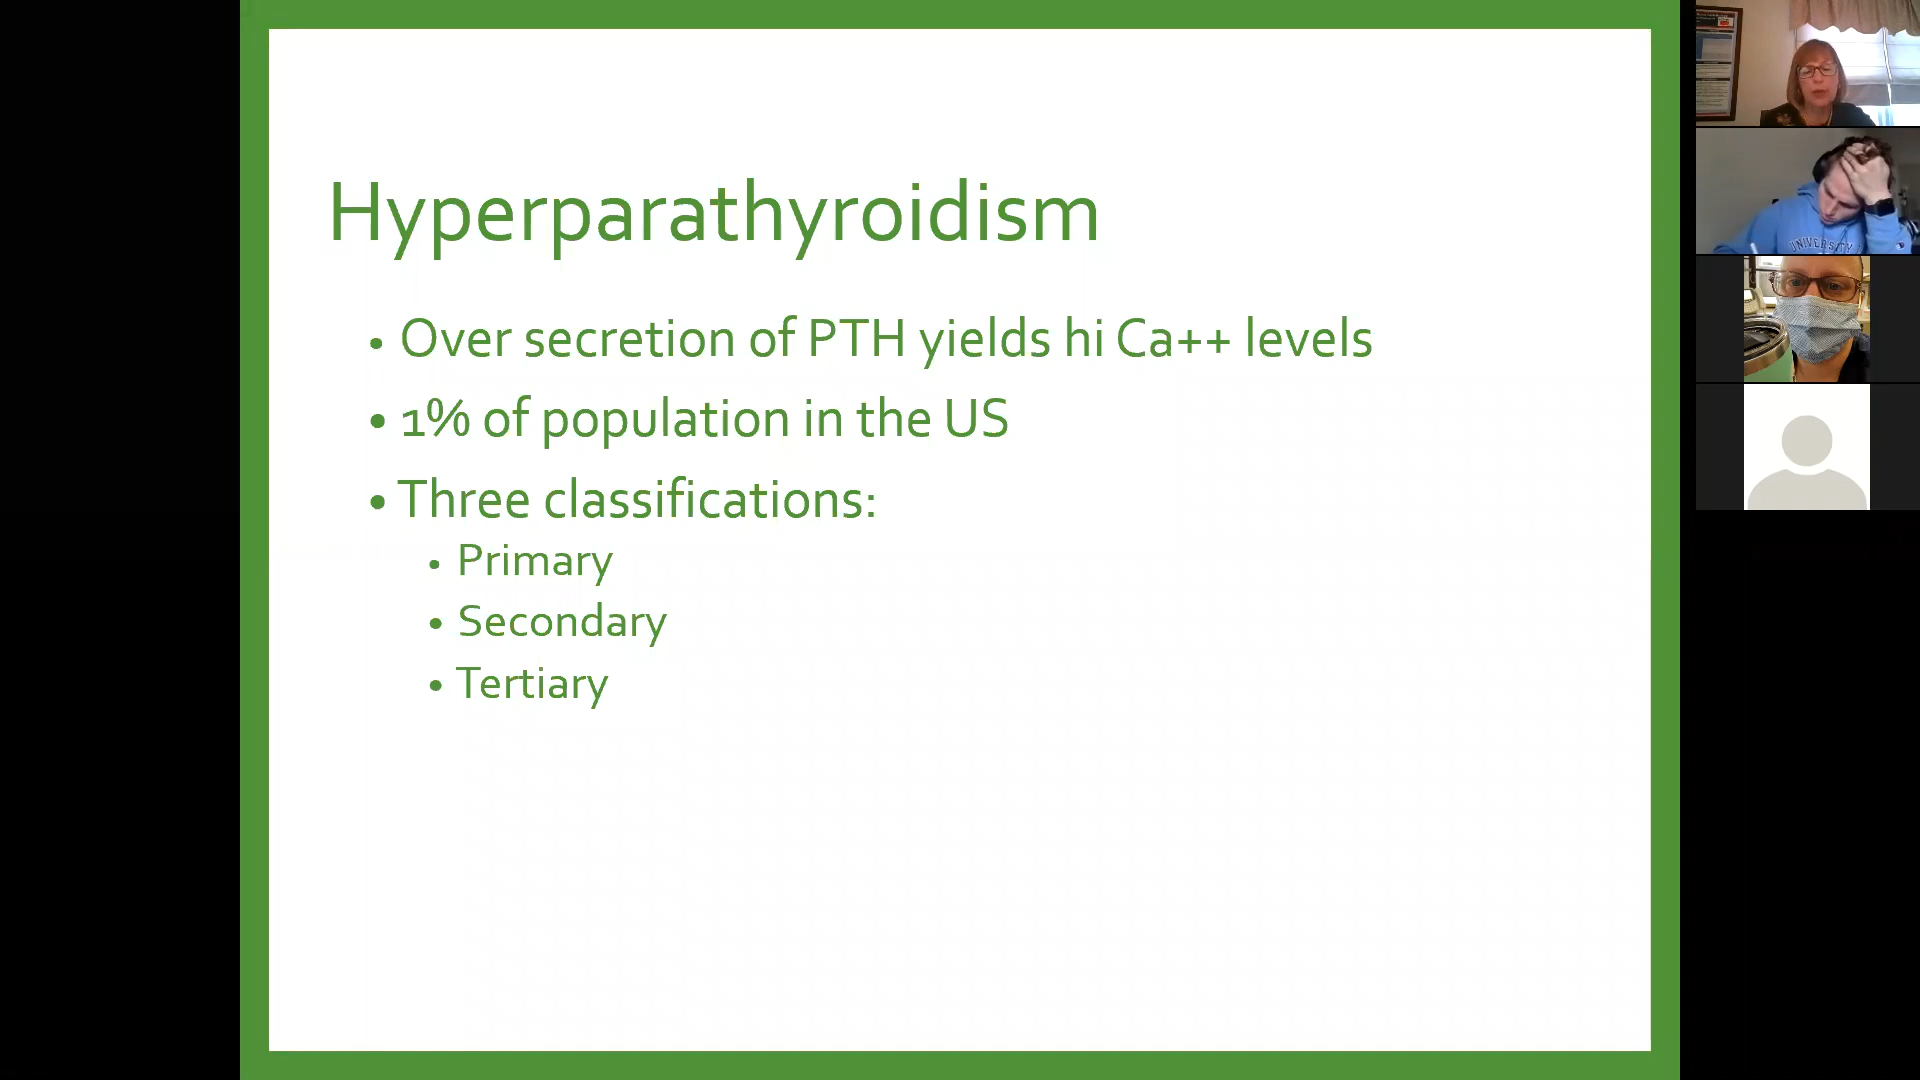 Hyperparathyroidism
• Over secretion of PTH yields hi Ca++ levels
• 1% of population in the US
• Three classifications:
• Primary
• Secondary
• Tertiary
UNIVERSITY